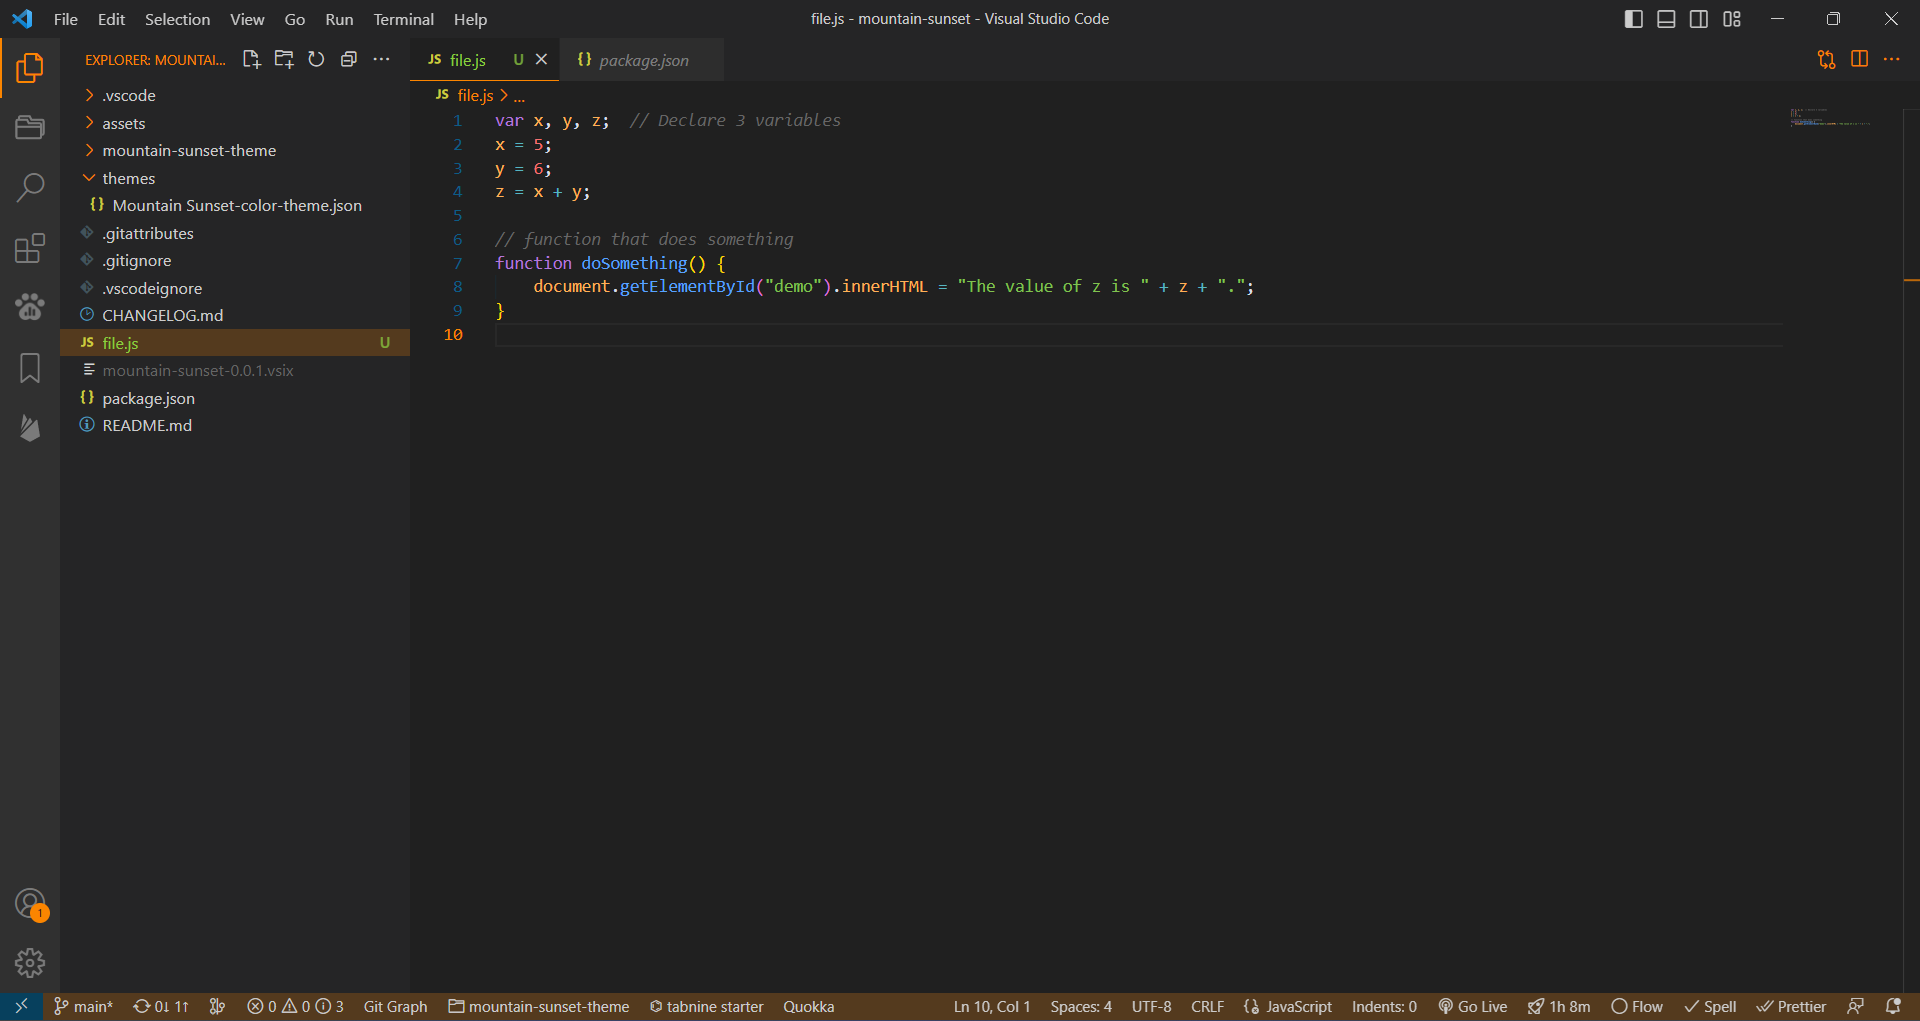 File Edit Selection View Go Run Terminal Help
file.js - mountain-sunset - Visual Studio Code
EXPLORER: MOUNTAI...
.vscode
assets
mountain-sunset-theme
themes
{} Mountain Sunset-color-theme.json
.gitattributes
.gitignore
.vscodeignore
CHANGELOG.md
JS file.js U
mountain-sunset-0.0.1.vsix
{} package.json
README.md
1
JS file.js U
{} package.json
JS file.js > ...
1 var x, y, z;  // Declare 3 variables
2 x = 5;
3 y = 6;
4 z = x + y;
5
6 // function that does something
7 function doSomething() {
8     document.getElementById("demo").innerHTML = "The value of z is " + z + ".";
9 }
10
main* 0↓ 1↑ 0 0 3 Git Graph mountain-sunset-theme tabnine starter Quokka Ln 10, Col 1 Spaces: 4 UTF-8 CRLF {} JavaScript Indents: 0 Go Live 1h 8m Flow Spell Prettier